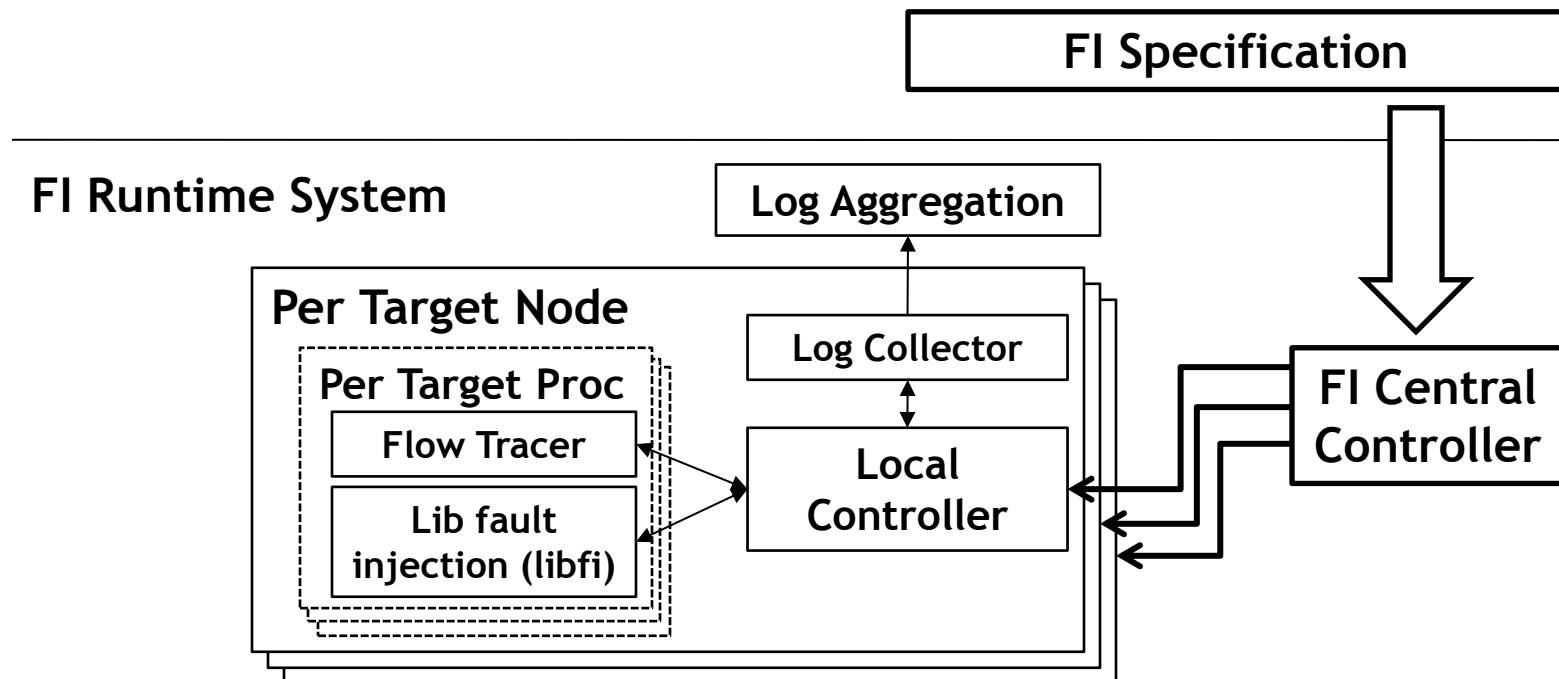 FI Specification
FI Runtime System
Log Aggregation
Per Target Node
Log Collector
Per Target Proc
FI Central
Controller
Flow Tracer
Local
Controller
Lib fault
injection (libfi)